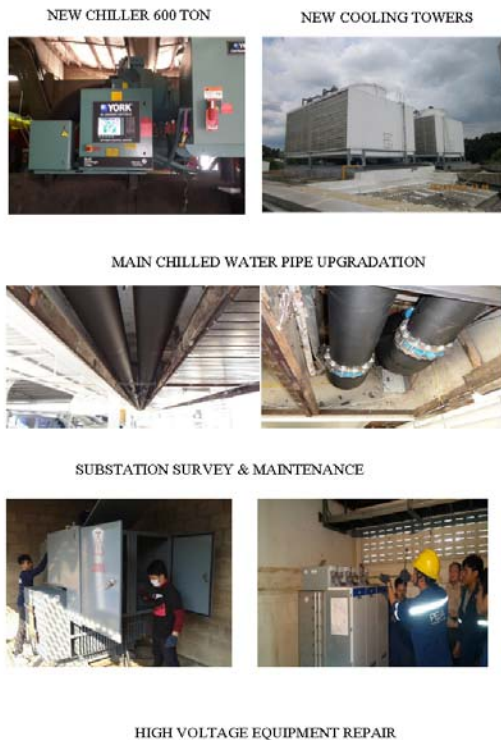 NEW CHILLER 600 TON
NEW COOLING TOWERS
YORK
MAIN CHILLED WATER PIPE UPGRADATION
SUBSTATION SURVEY & MAINTENANCE
HIGH VOLTAGE EQUIPMENT REPAIR